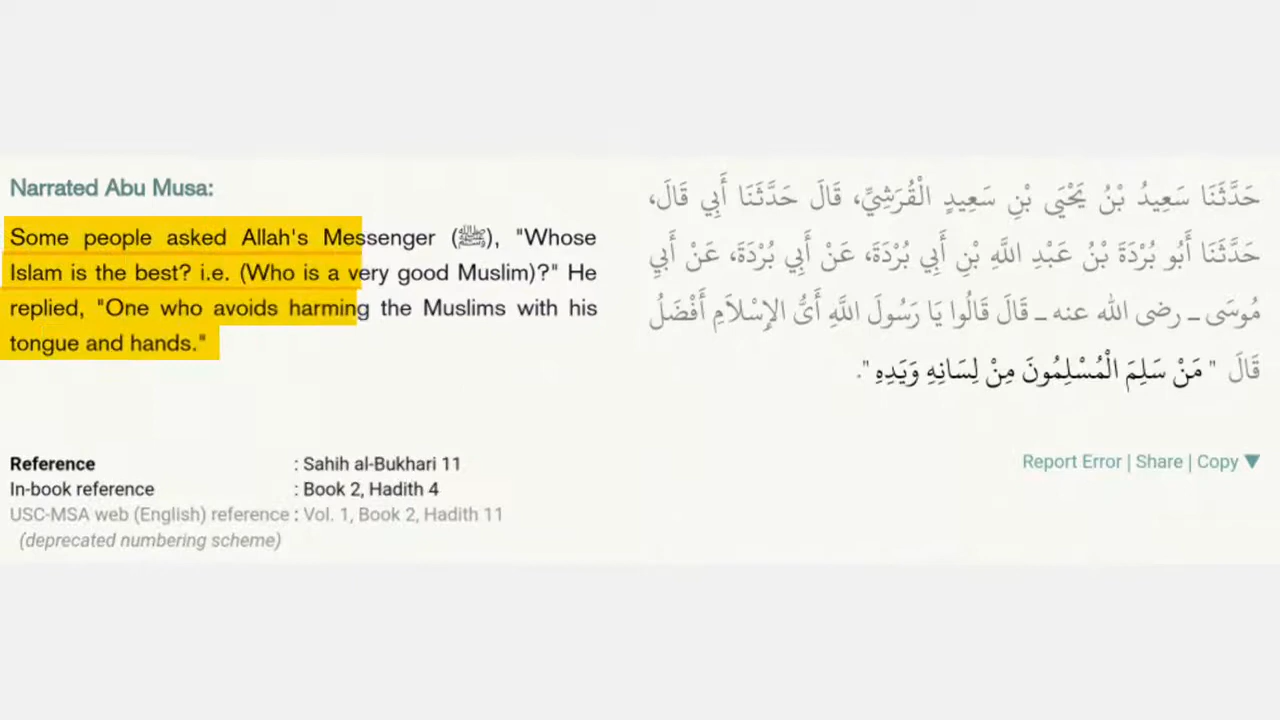 Narrated Abu Musa:
Some people asked Allah's Messenger (ﷺ), "Whose
Islam is the best? i.e. (Who is a very good Muslim)?" He
replied, "One who avoids harming the Muslims with his
tongue and hands."
حَدَّثَنَا سَعِيدُ بْنُ يَحْيَى بْنِ سَعِيدٍ الْقُرَشِيِّ، قَالَ حَدَّثَنَا أَبِي قَالَ،
حَدَّثَنَا أَبُو بُرْدَةَ بْنُ عَبْدِ اللَّهِ بْنِ أَبِي بُرْدَةَ، عَنْ أَبِي بُرْدَةَ، عَنْ أَبِي
مُوسَى ـ رضى الله عنه ـ قَالَ قَالُوا يَا رَسُولَ اللَّهِ أَىُّ الإِسْلاَمِ أَفْضَلُ
قَالَ ‏"‏ مَنْ سَلِمَ الْمُسْلِمُونَ مِنْ لِسَانِهِ وَيَدِهِ ‏"‏‏.‏
Reference : Sahih al-Bukhari 11
In-book reference : Book 2, Hadith 4
USC-MSA web (English) reference : Vol. 1, Book 2, Hadith 11
(deprecated numbering scheme)
Report Error | Share | Copy ▼